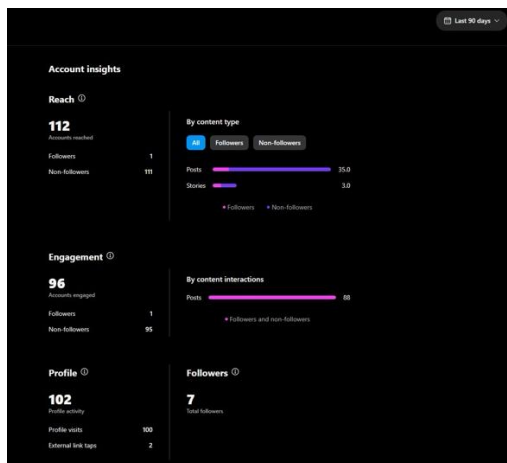 Last 90 days
Account insights
Reach
112
Accounts reached
Followers 1
Non-followers 111
By content type
All Followers Non-followers
Posts 35.0
Stories 3.0
Followers Non-followers
Engagement
96
Accounts engaged
Followers 1
Non-followers 95
By content interactions
Posts 88
Followers and non-followers
Profile
102
Profile activity
Profile visits 100
External link taps 2
Followers
7
Total followers